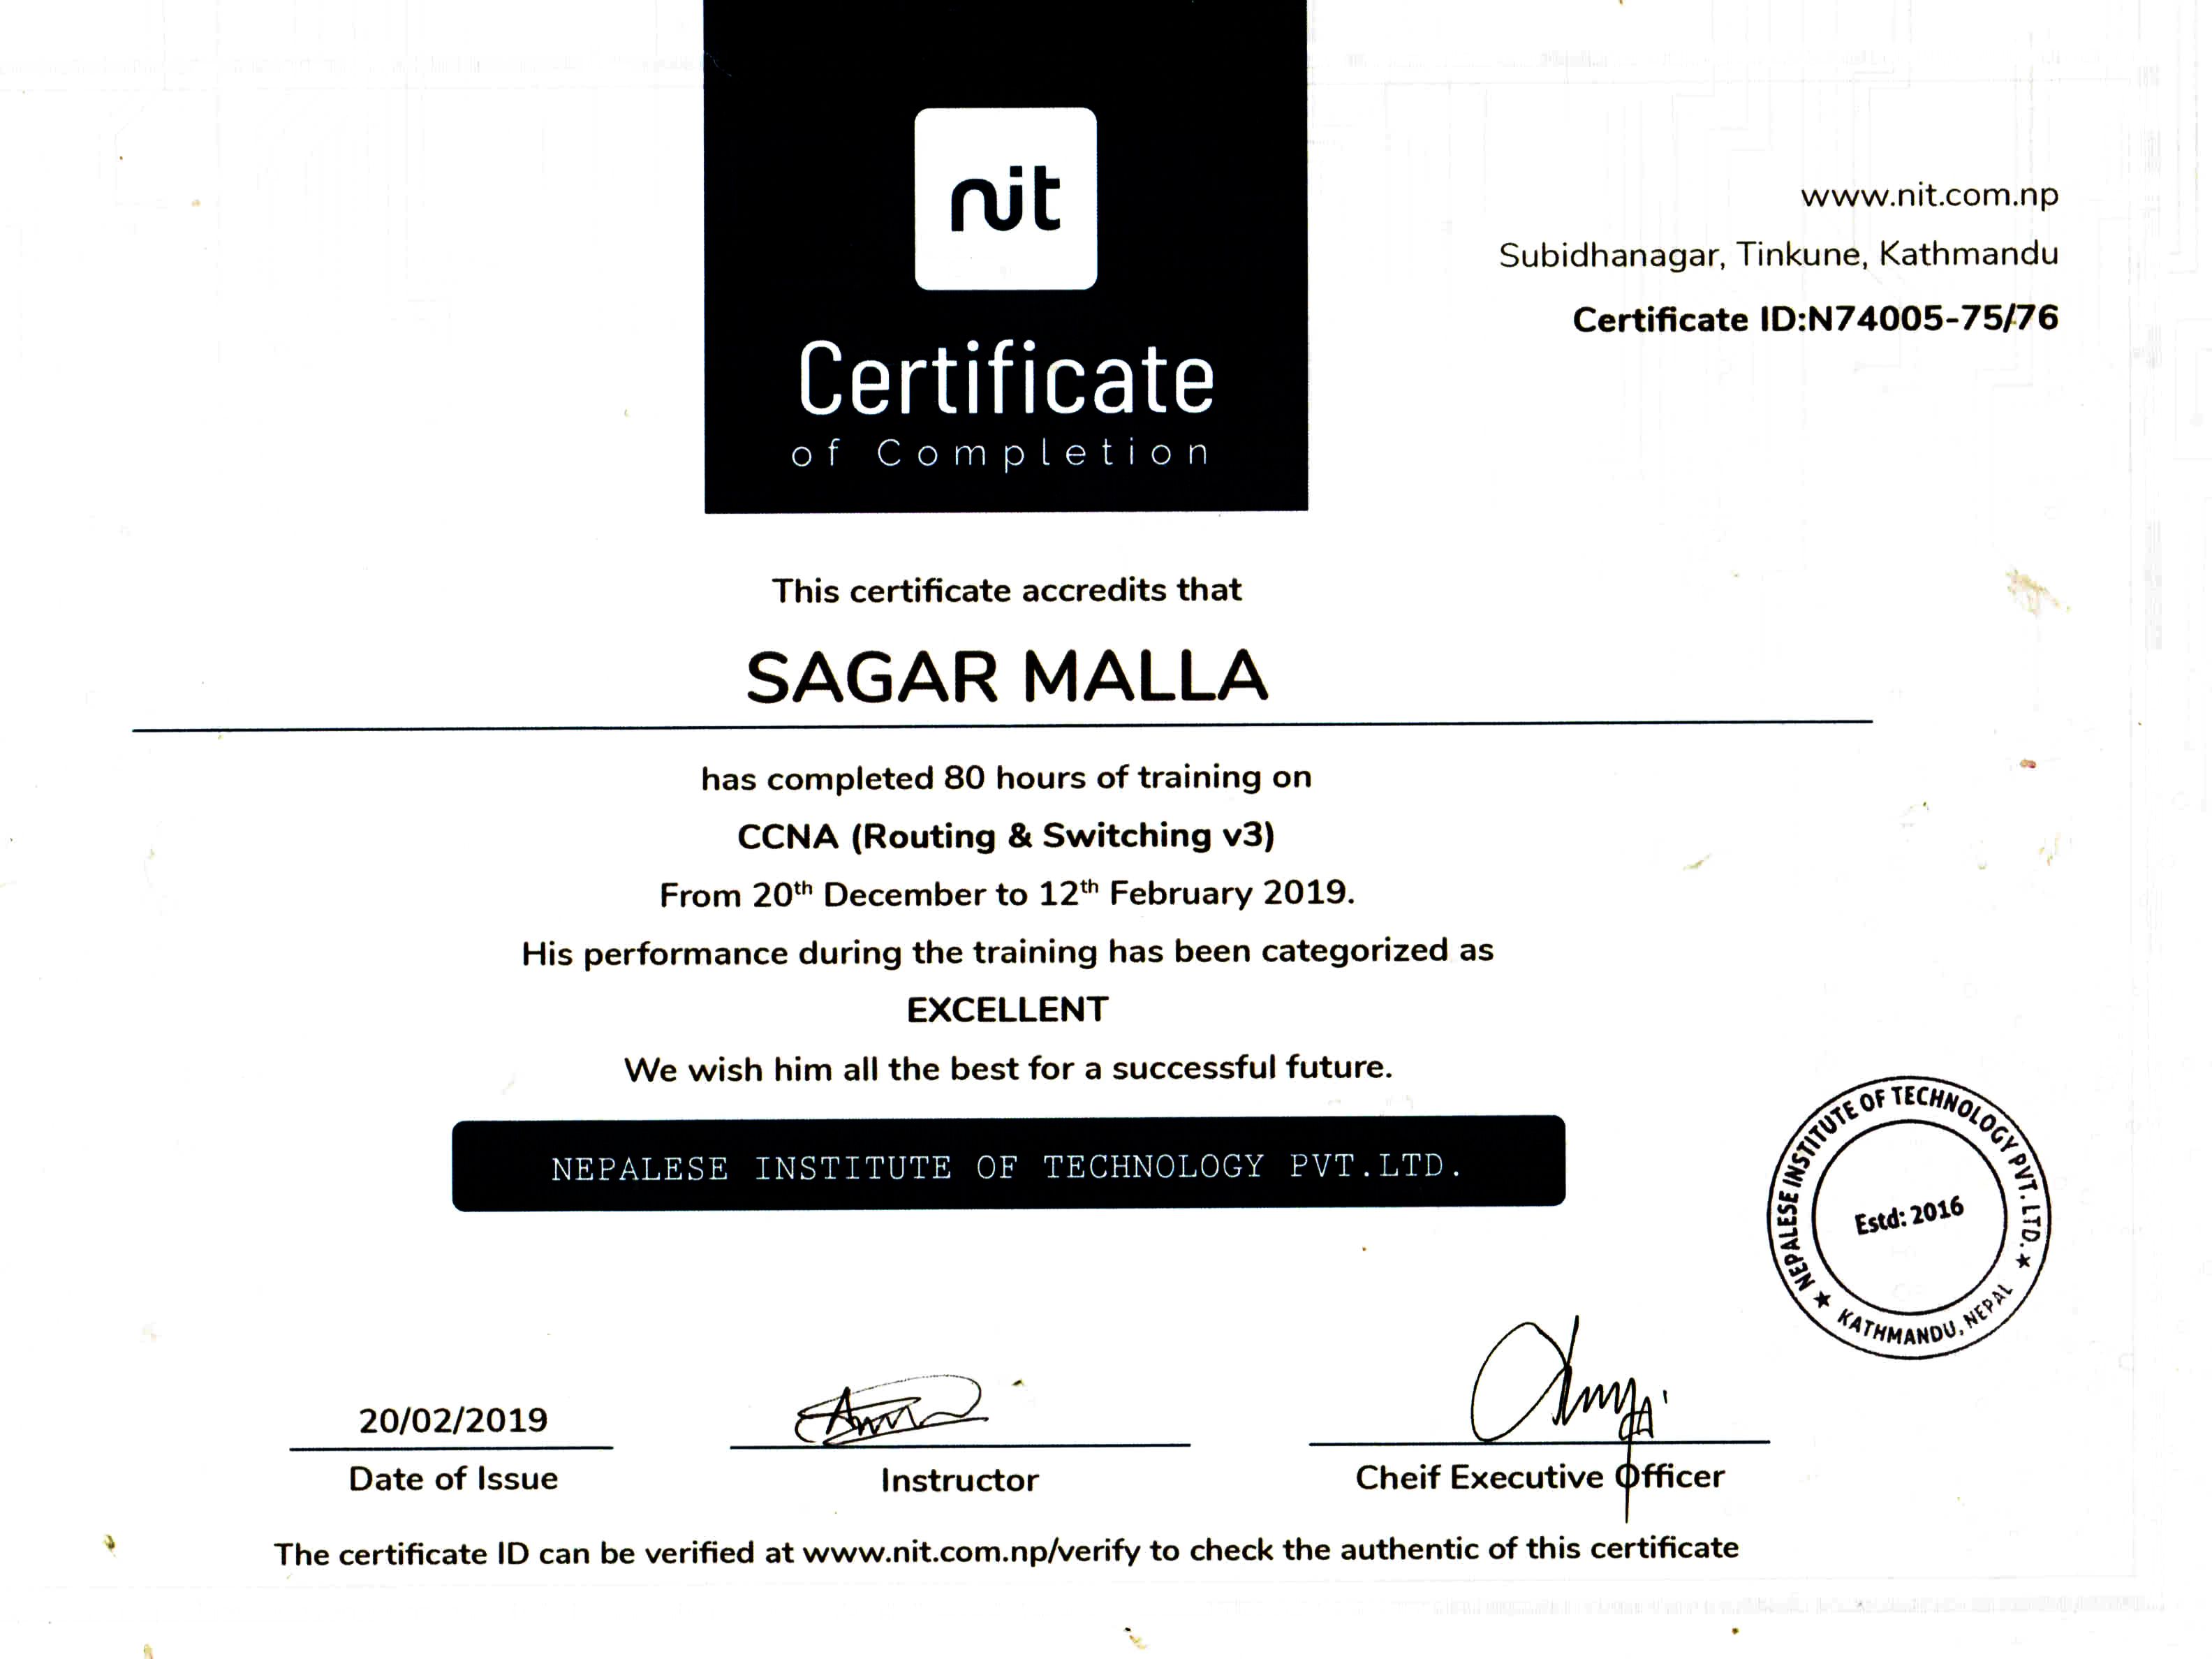 nit
Certificate
of Completion
www.nit.com.np
Subidhanagar, Tinkune, Kathmandu
Certificate ID:N74005-75/76
This certificate accredits that
SAGAR MALLA
has completed 80 hours of training on
CCNA (Routing & Switching v3)
From 20th December to 12th February 2019.
His performance during the training has been categorized as
EXCELLENT
We wish him all the best for a successful future.
NEPALESE INSTITUTE OF TECHNOLOGY PVT.LTD.
NEPALESE INSTITUTE OF TECHNOLOGY PVT. LTD.
Estd: 2016
★ KATHMANDU, NEPAL ★
20/02/2019
Date of Issue
Instructor
Cheif Executive Officer
The certificate ID can be verified at www.nit.com.np/verify to check the authentic of this certificate